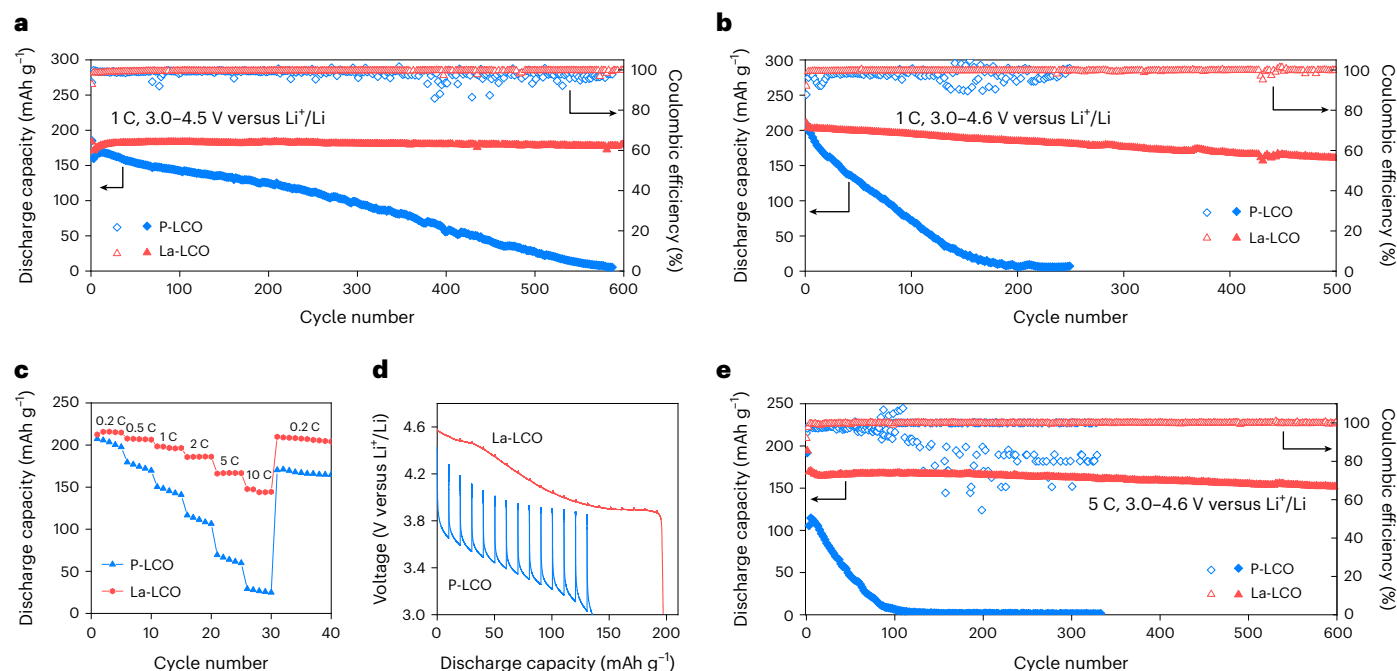 a
300
250
200
150
100
50
0
Discharge capacity (mAh g⁻¹)
1 C, 3.0–4.5 V versus Li⁺/Li
P-LCO
La-LCO
100
80
60
40
20
0
Coulombic efficiency (%)
0 100 200 300 400 500 600
Cycle number
b
300
250
200
150
100
50
0
Discharge capacity (mAh g⁻¹)
1 C, 3.0–4.6 V versus Li⁺/Li
P-LCO
La-LCO
100
80
60
40
20
0
Coulombic efficiency (%)
0 100 200 300 400 500
Cycle number
c
250
200
150
100
50
0
Discharge capacity (mAh g⁻¹)
0.2 C
0.5 C
1 C
2 C
5 C
10 C
0.2 C
P-LCO
La-LCO
0 10 20 30 40
Cycle number
d
4.6
4.2
3.8
3.4
3.0
Voltage (V versus Li⁺/Li)
La-LCO
P-LCO
0 50 100 150 200
Discharge capacity (mAh g⁻¹)
e
250
200
150
100
50
0
Discharge capacity (mAh g⁻¹)
5 C, 3.0–4.6 V versus Li⁺/Li
P-LCO
La-LCO
100
80
60
40
20
0
Coulombic efficiency (%)
0 100 200 300 400 500 600
Cycle number